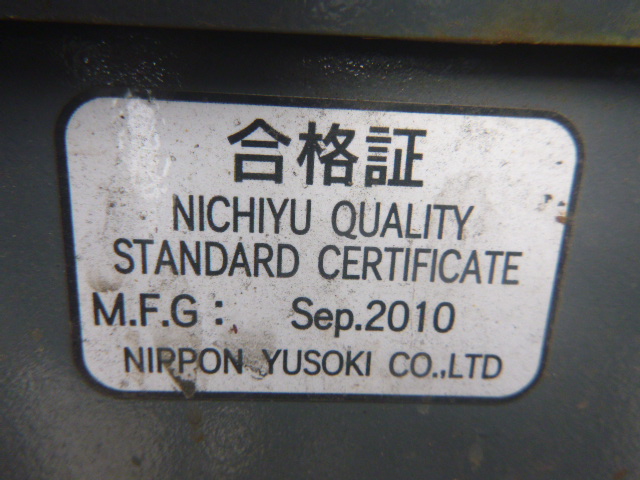 合格証
NICHIYU QUALITY
STANDARD CERTIFICATE
M.F.G: Sep.2010
NIPPON YUSOKI CO.,LTD